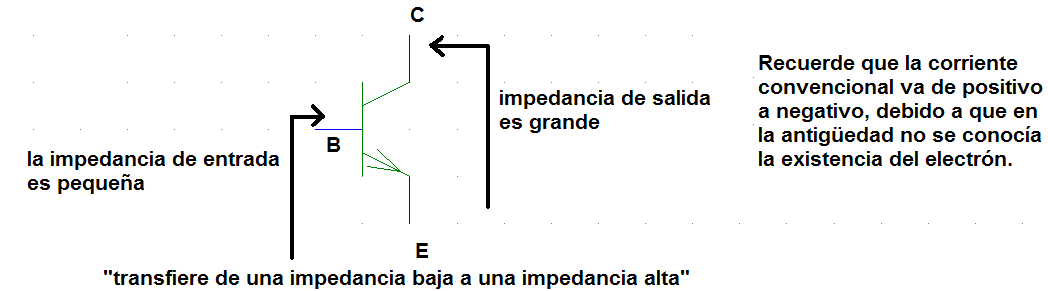 C
impedancia de salida
es grande
Recuerde que la corriente
convencional va de positivo
a negativo, debido a que en
la antigüedad no se conocía
la existencia del electrón.
B
la impedancia de entrada
es pequeña
E
"transfiere de una impedancia baja a una impedancia alta"